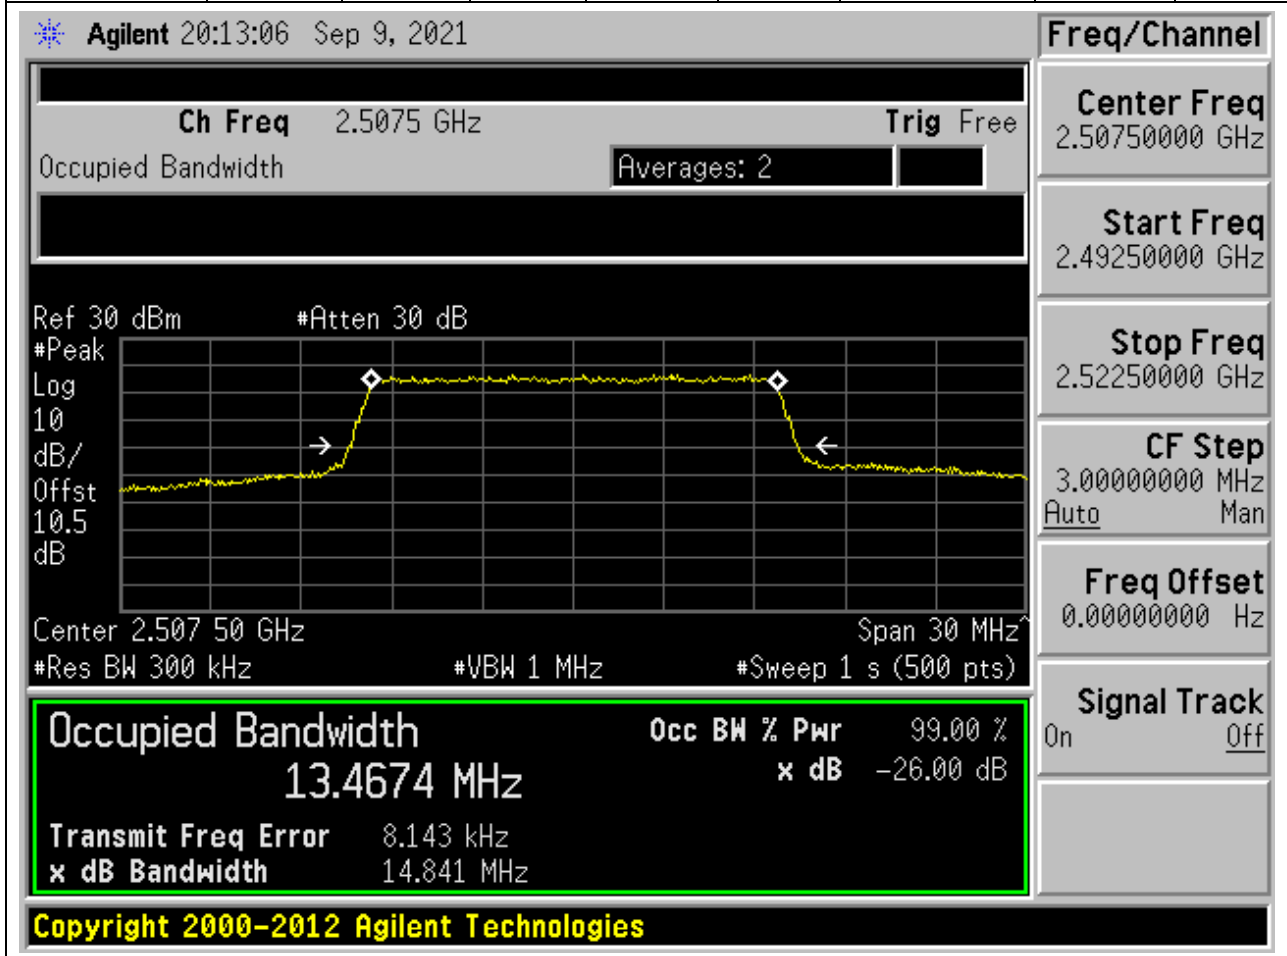 Agilent 20:13:06 Sep 9, 2021
Freq/Channel
Ch Freq 2.5075 GHz Trig Free
Occupied Bandwidth Averages: 2
Ref 30 dBm #Atten 30 dB
#Peak
Log
10
dB/
Offst
10.5
dB
Center 2.507 50 GHz Span 30 MHz^
#Res BW 300 kHz #VBW 1 MHz #Sweep 1 s (500 pts)
Occupied Bandwidth Occ BW % Pwr 99.00 %
13.4674 MHz x dB -26.00 dB
Transmit Freq Error 8.143 kHz
x dB Bandwidth 14.841 MHz
Center Freq
2.50750000 GHz
Start Freq
2.49250000 GHz
Stop Freq
2.52250000 GHz
CF Step
3.00000000 MHz
Auto Man
Freq Offset
0.00000000 Hz
Signal Track
On Off
Copyright 2000-2012 Agilent Technologies